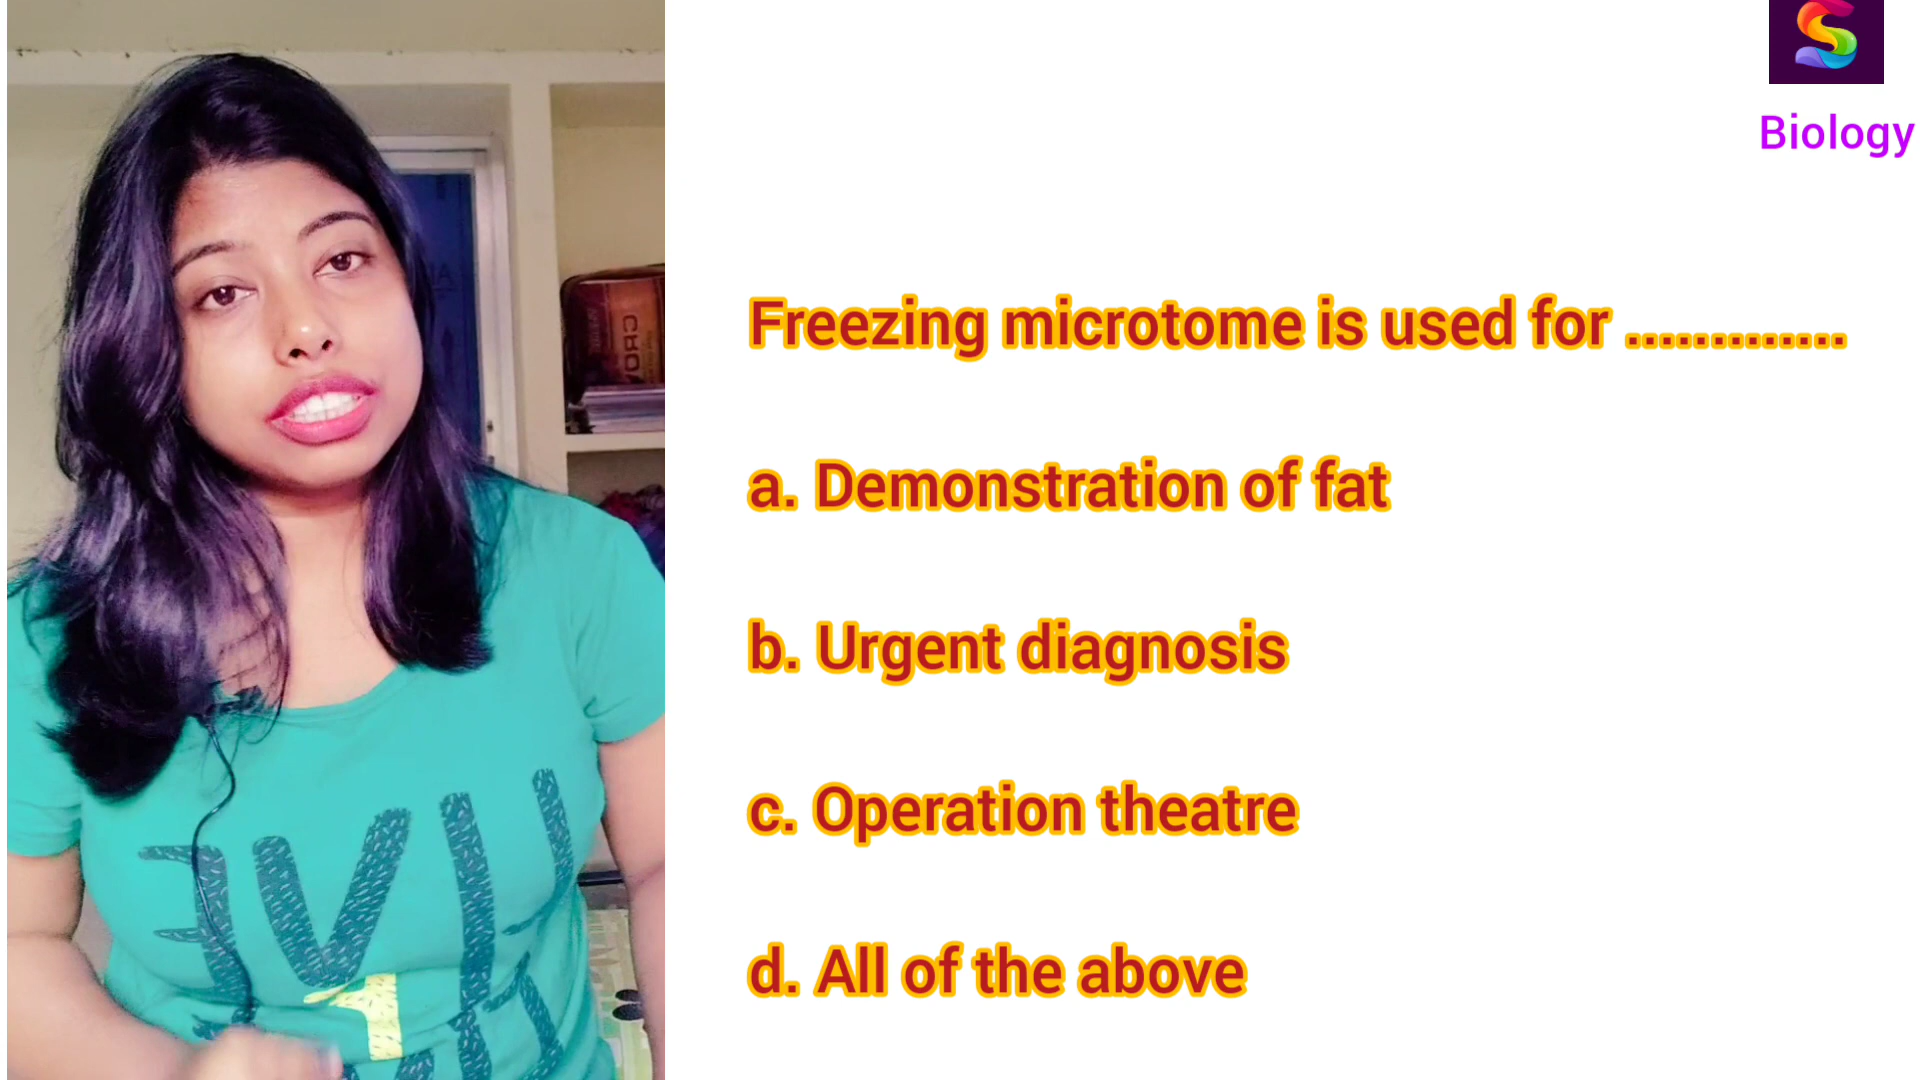 Biology
Freezing microtome is used for .............
a. Demonstration of fat
b. Urgent diagnosis
c. Operation theatre
d. All of the above